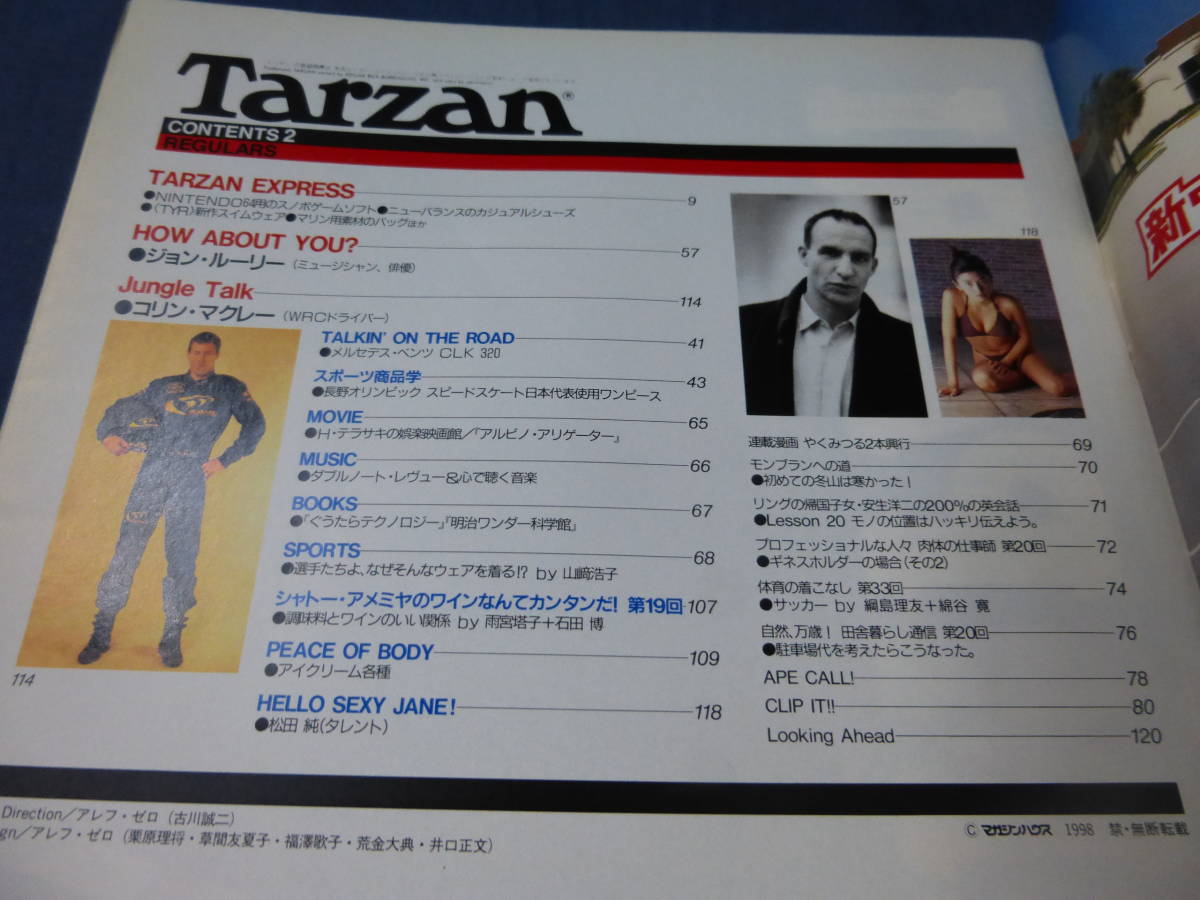 Tarzan®
CONTENTS 2
REGULARS
TARZAN EXPRESS 9
●NINTENDO64用のスノボゲームソフト●ニューバランスのカジュアルシューズ
●〈TYR〉新作スイムウェア●マリン用素材のバッグほか
HOW ABOUT YOU? 57
●ジョン・ルーリー（ミュージシャン、俳優）
Jungle Talk 114
●コリン・マクレー（WRCドライバー）
TALKIN' ON THE ROAD 41
●メルセデス・ベンツ CLK 320
スポーツ商品学 43
●長野オリンピック スピードスケート日本代表使用ワンピース
MOVIE 65
●H・テラサキの娯楽映画館／『アルビノ・アリゲーター』
MUSIC 66
●ダブルノート・レヴュー&心で聴く音楽
BOOKS 67
●『ぐうたらテクノロジー』『明治ワンダー科学館』
SPORTS 68
●選手たちよ、なぜそんなウェアを着る!? by 山﨑浩子
シャトー・アメミヤのワインなんてカンタンだ! 第19回 107
●調味料とワインのいい関係 by 雨宮塔子+石田 博
PEACE OF BODY 109
●アイクリーム各種
HELLO SEXY JANE! 118
●松田 純（タレント）
114
57
118
連載漫画 やくみつる2本興行 69
モンブランへの道 70
●初めての冬山は寒かった！
リングの帰国子女・安生洋二の200%の英会話 71
●Lesson 20 モノの位置はハッキリ伝えよう。
プロフェッショナルな人々 肉体の仕事師 第20回 72
●ギネスホルダーの場合（その2）
体育の着こなし 第33回 74
●サッカー by 綱島理友+綿谷 寛
自然、万歳！ 田舎暮らし通信 第20回 76
●駐車場代を考えたらこうなった。
APE CALL! 78
CLIP IT!! 80
Looking Ahead 120
Direction／アレフ・ゼロ（古川誠二）
gn／アレフ・ゼロ（栗原理将・草間友夏子・福澤歌子・荒金大典・井口正文）
© マガジンハウス 1998 禁・無断転載
新